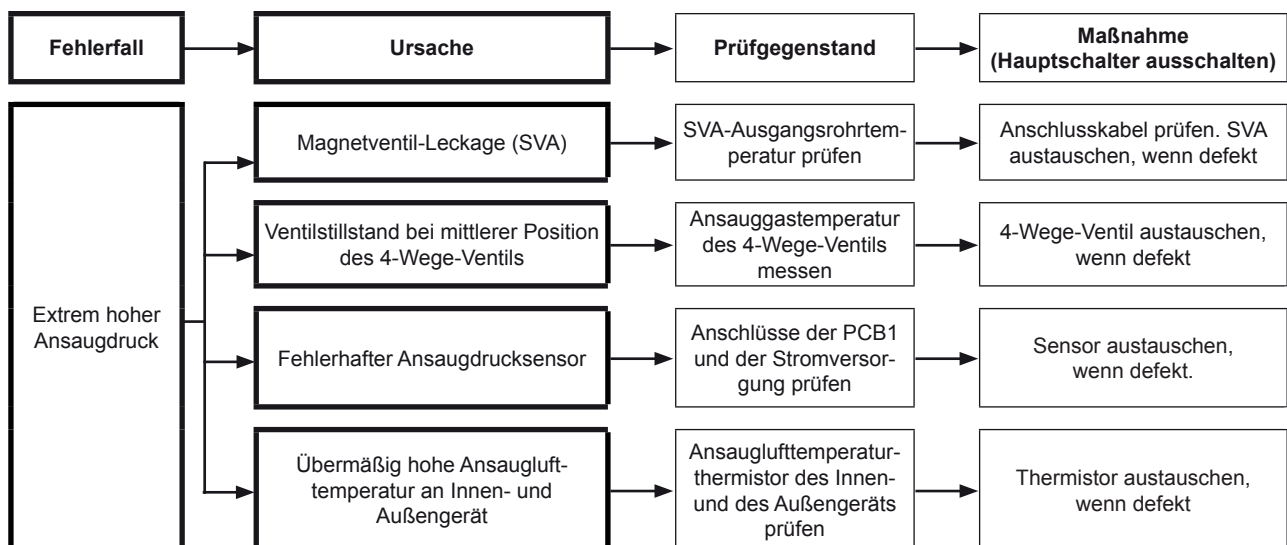 Fehlerfall
Ursache
Prüfgegenstand
Maßnahme
(Hauptschalter ausschalten)
Extrem hoher
Ansaugdruck
Magnetventil-Leckage (SVA)
SVA-Ausgangsrohrtem-
peratur prüfen
Anschlusskabel prüfen. SVA
austauschen, wenn defekt
Ventilstillstand bei mittlerer Position
des 4-Wege-Ventils
Ansauggastemperatur
des 4-Wege-Ventils
messen
4-Wege-Ventil austauschen,
wenn defekt
Fehlerhafter Ansaugdrucksensor
Anschlüsse der PCB1
und der Stromversor-
gung prüfen
Sensor austauschen,
wenn defekt.
Übermäßig hohe Ansaugluft-
temperatur an Innen- und
Außengerät
Ansauglufttemperatur-
thermistor des Innen-
und des Außengeräts
prüfen
Thermistor austauschen,
wenn defekt